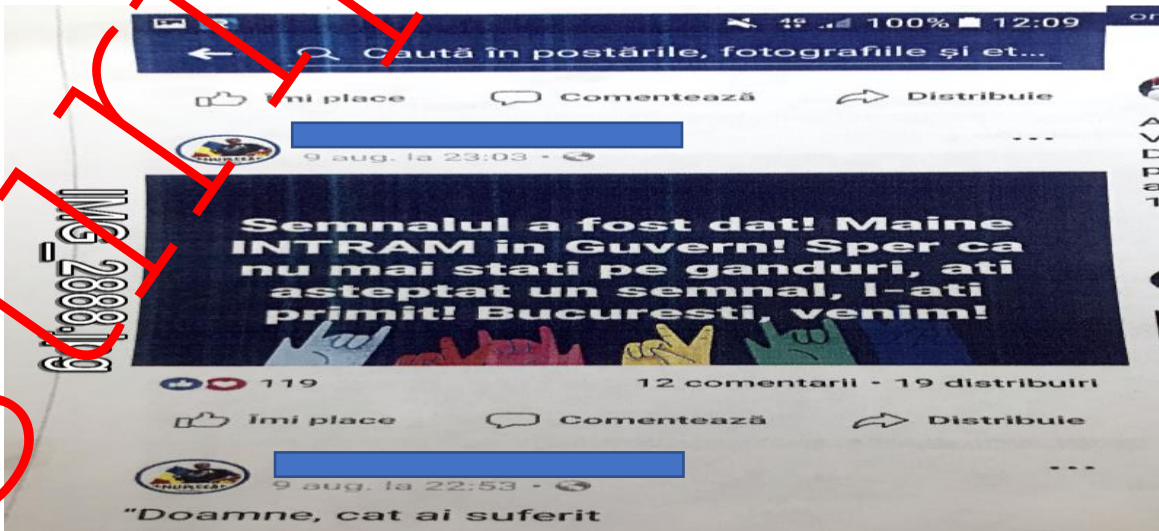 100% 12:09
Caută în postările, fotografiile și et...
Îmi place Comentează Distribuie
9 aug. la 23:03
Semnalul a fost dat! Maine
INTRAM in Guvern! Sper ca
nu mai stati pe ganduri, ati
asteptat un semnal, l-ati
primit! Bucuresti, venim!
119 12 comentarii • 19 distribuiri
Îmi place Comentează Distribuie
9 aug. la 22:53
"Doamne, cat ai suferit
IMG_2888.jpg